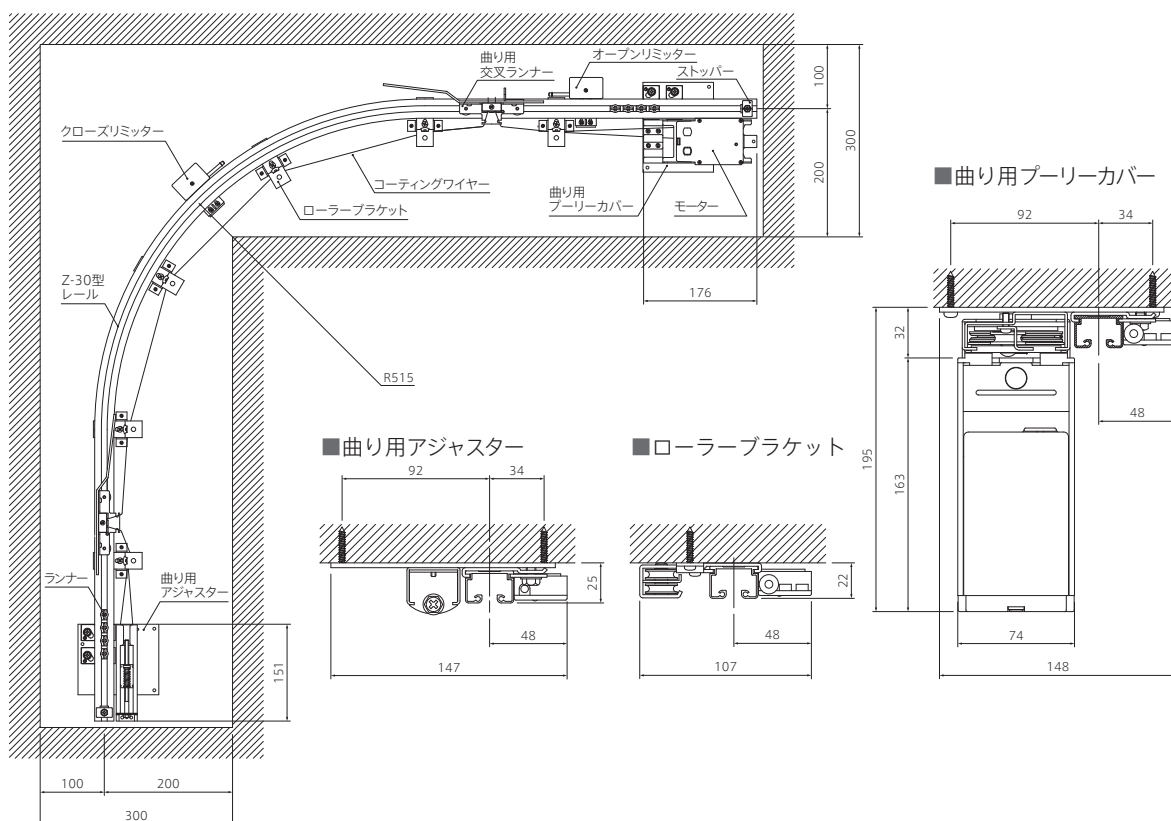 曲り用
交叉ランナー
オープンリミッター
ストッパー
クローズリミッター
コーティングワイヤー
ローラーブラケット
曲り用
プーリーカバー
モーター
100
200
300
176
Z-30型
レール
R515
ランナー
曲り用
アジャスター
151
100
200
300
■曲り用アジャスター
92
34
25
48
147
■ローラーブラケット
22
48
107
■曲り用プーリーカバー
92
34
32
195
163
48
74
148